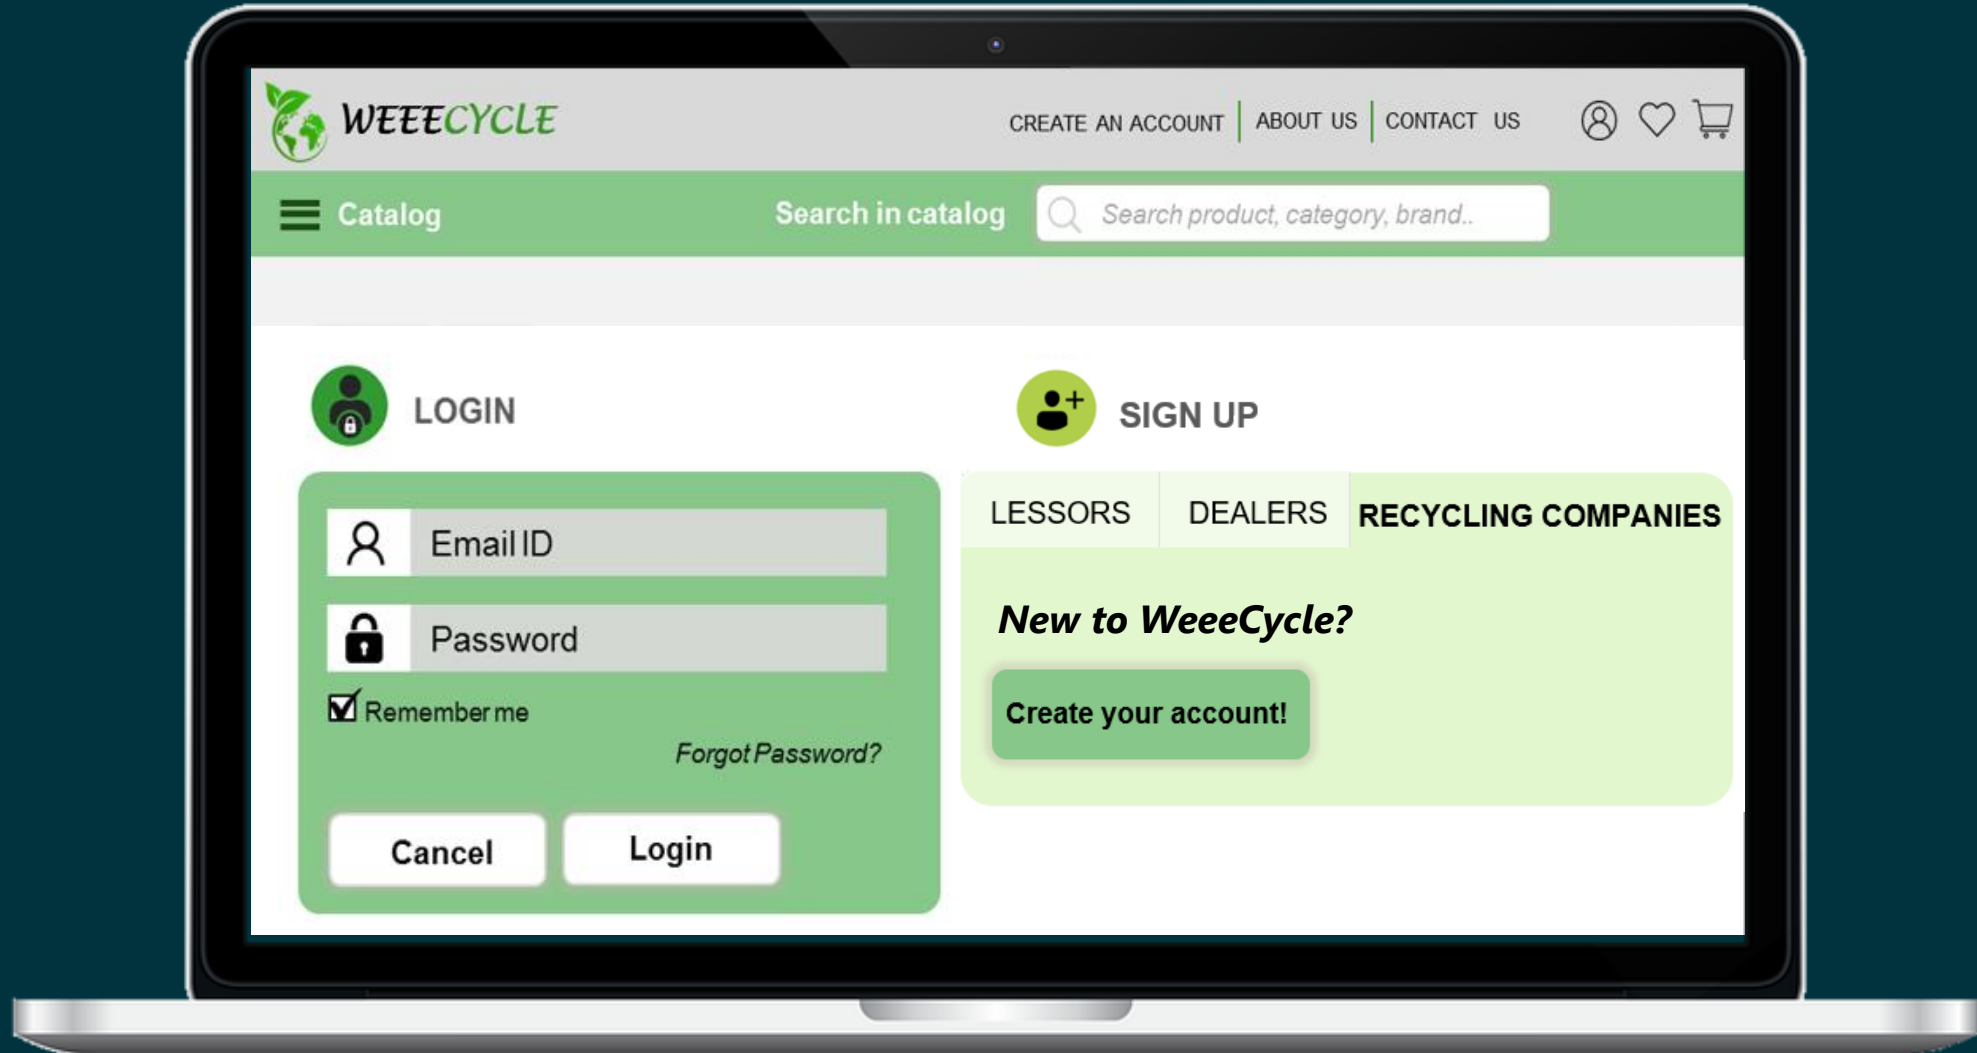 WEEECYCLE
CREATE AN ACCOUNT ABOUT US CONTACT US
Catalog
Search in catalog
Search product, category, brand..
LOGIN
Email ID
Password
Remember me
Forgot Password?
Cancel
Login
SIGN UP
LESSORS
DEALERS
RECYCLING COMPANIES
New to WeeeCycle?
Create your account!